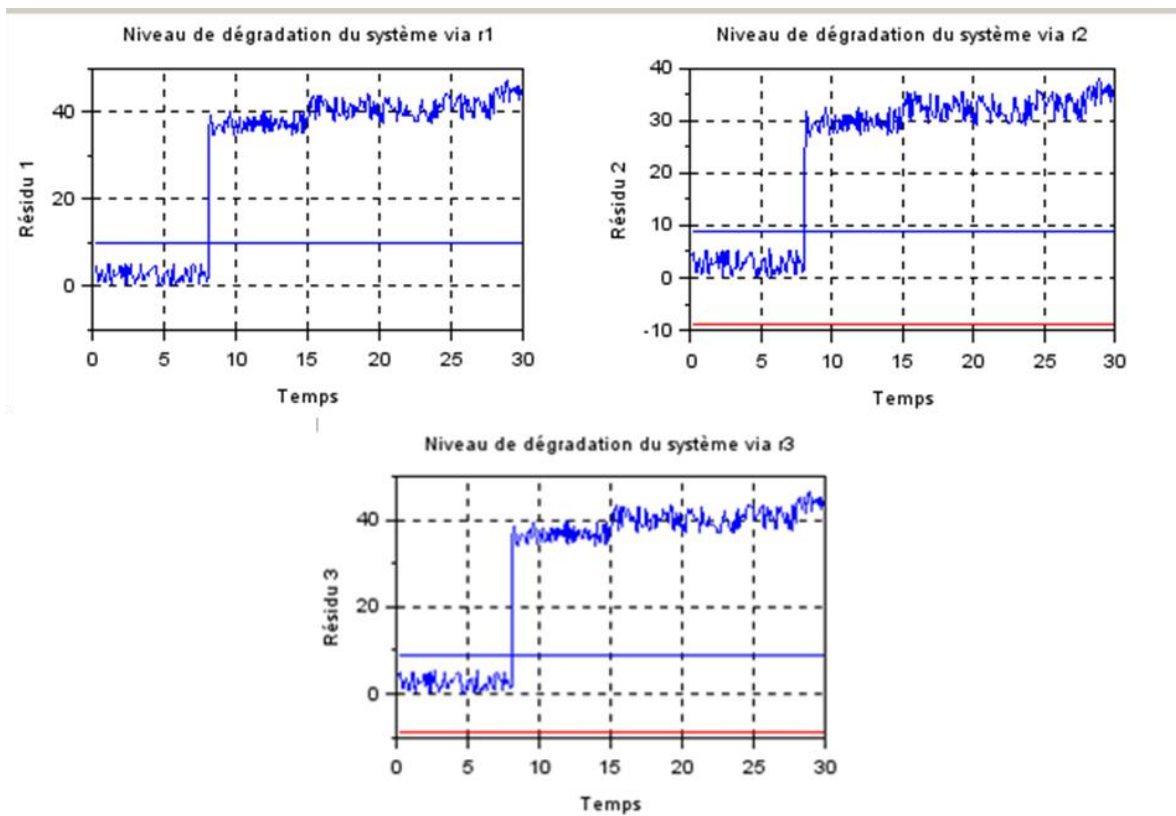 Niveau de dégradation du système via r1
Résidu 1
40
20
0
0 5 10 15 20 25 30
Temps
Niveau de dégradation du système via r2
Résidu 2
40
30
20
10
0
-10
0 5 10 15 20 25 30
Temps
Niveau de dégradation du système via r3
Résidu 3
40
20
0
0 5 10 15 20 25 30
Temps